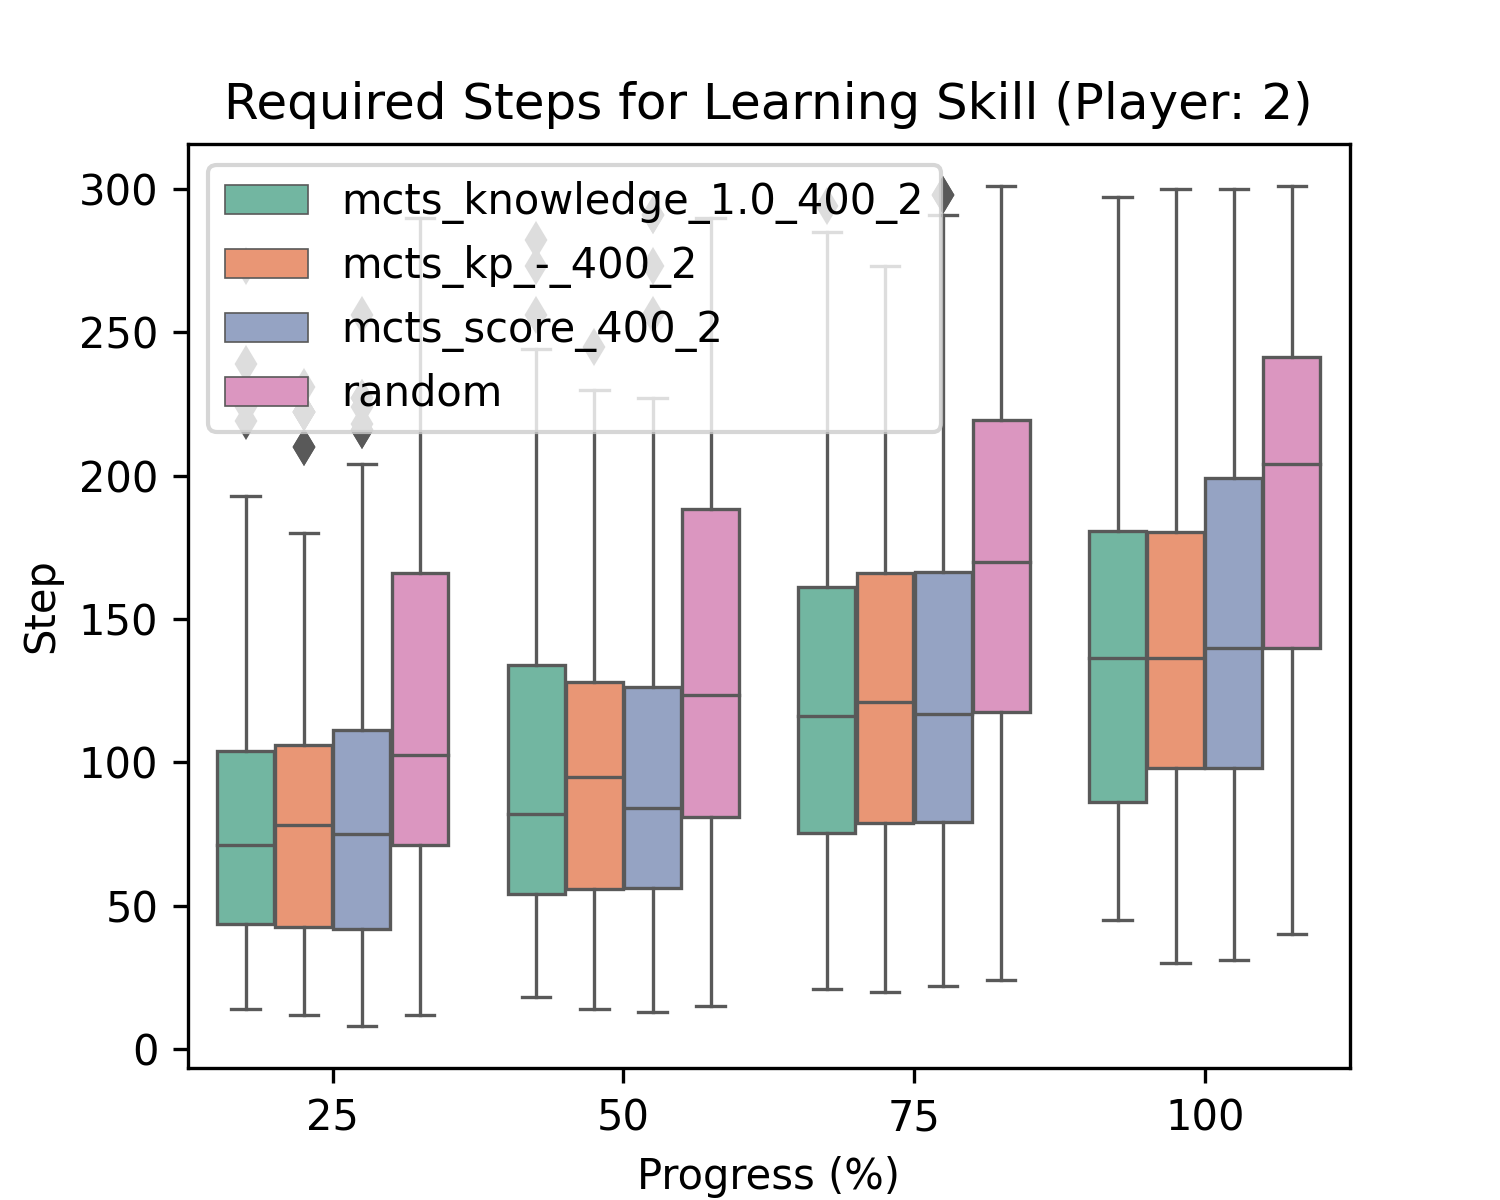 Required Steps for Learning Skill (Player: 2)
mcts_knowledge_1.0_400_2
mcts_kp_-_400_2
mcts_score_400_2
random
300
250
200
150
100
50
0
Step
25 50 75 100
Progress (%)